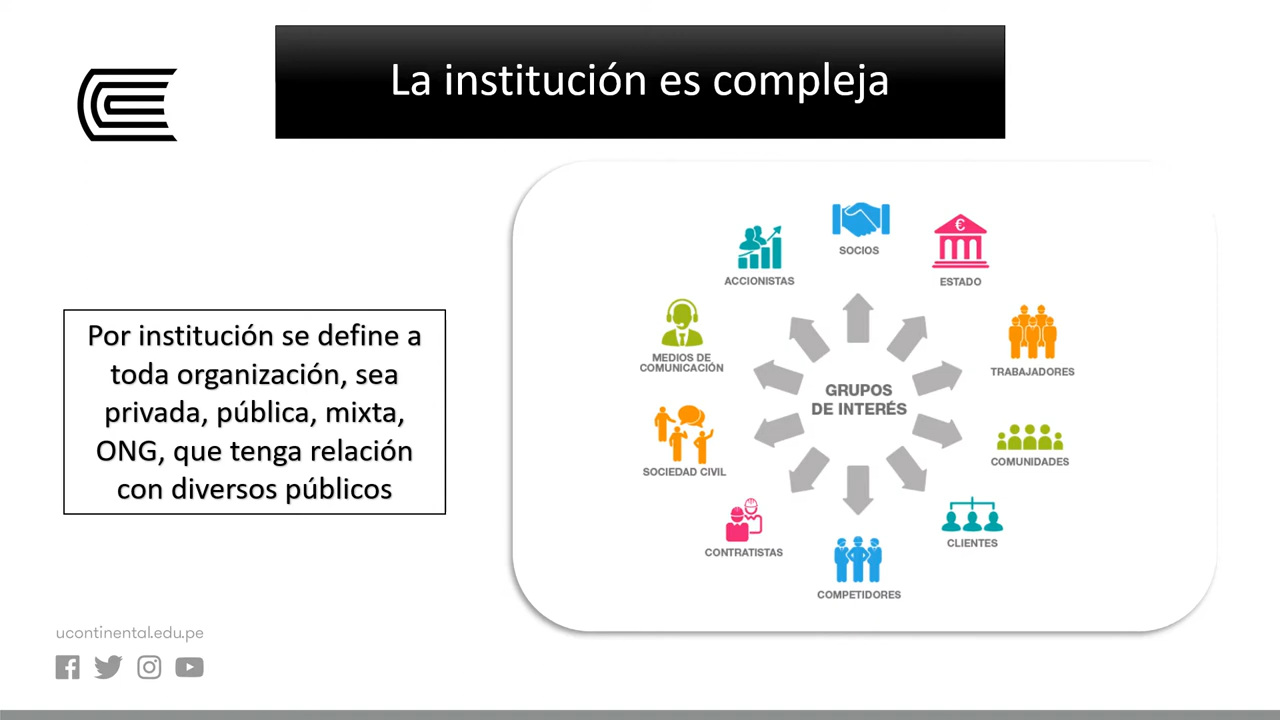 La institución es compleja
Por institución se define a
toda organización, sea
privada, pública, mixta,
ONG, que tenga relación
con diversos públicos
SOCIOS
ACCIONISTAS
€
ESTADO
MEDIOS DE
COMUNICACIÓN
TRABAJADORES
GRUPOS
DE INTERÉS
SOCIEDAD CIVIL
COMUNIDADES
CONTRATISTAS
CLIENTES
COMPETIDORES
ucontinental.edu.pe